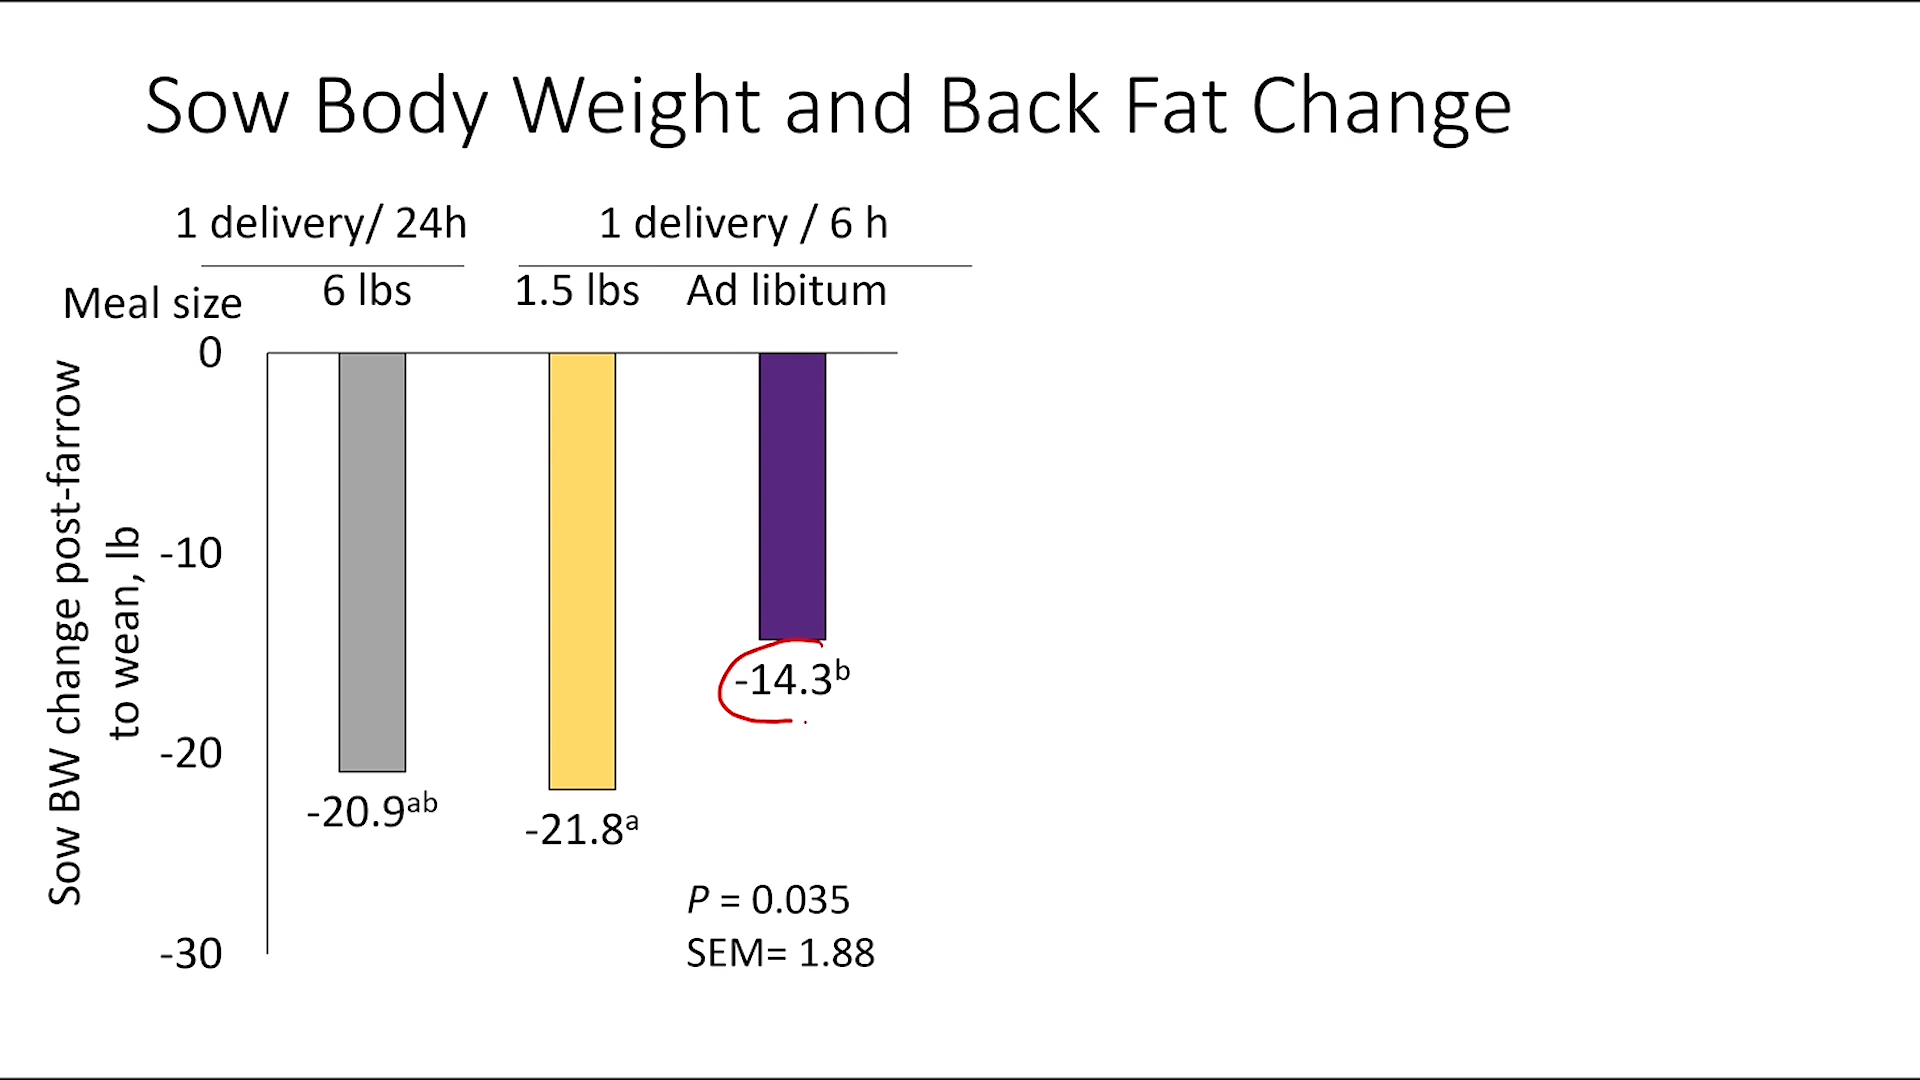 Sow Body Weight and Back Fat Change
1 delivery/ 24h
1 delivery / 6 h
Meal size
6 lbs
1.5 lbs
Ad libitum
Sow BW change post-farrow
to wean, lb
0
-10
-20
-30
-20.9ᵃᵇ
-21.8ᵃ
-14.3ᵇ
P = 0.035
SEM= 1.88